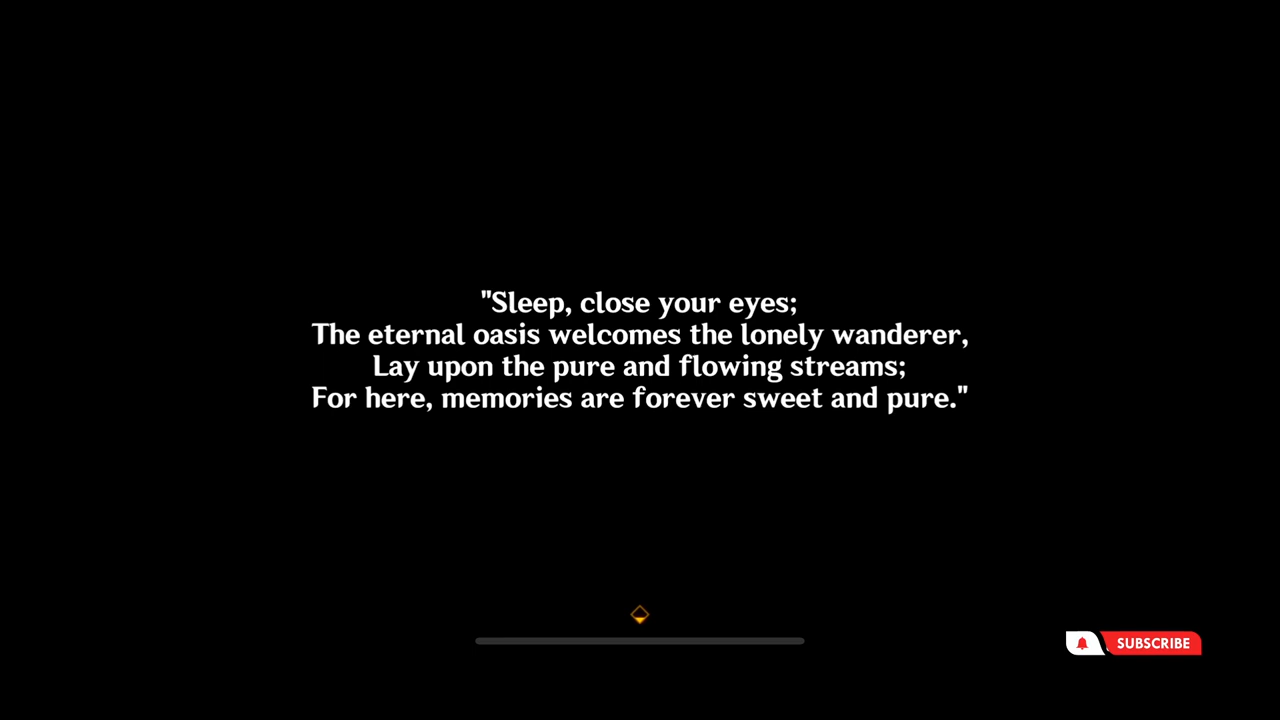 "Sleep, close your eyes;
The eternal oasis welcomes the lonely wanderer,
Lay upon the pure and flowing streams;
For here, memories are forever sweet and pure."
SUBSCRIBE